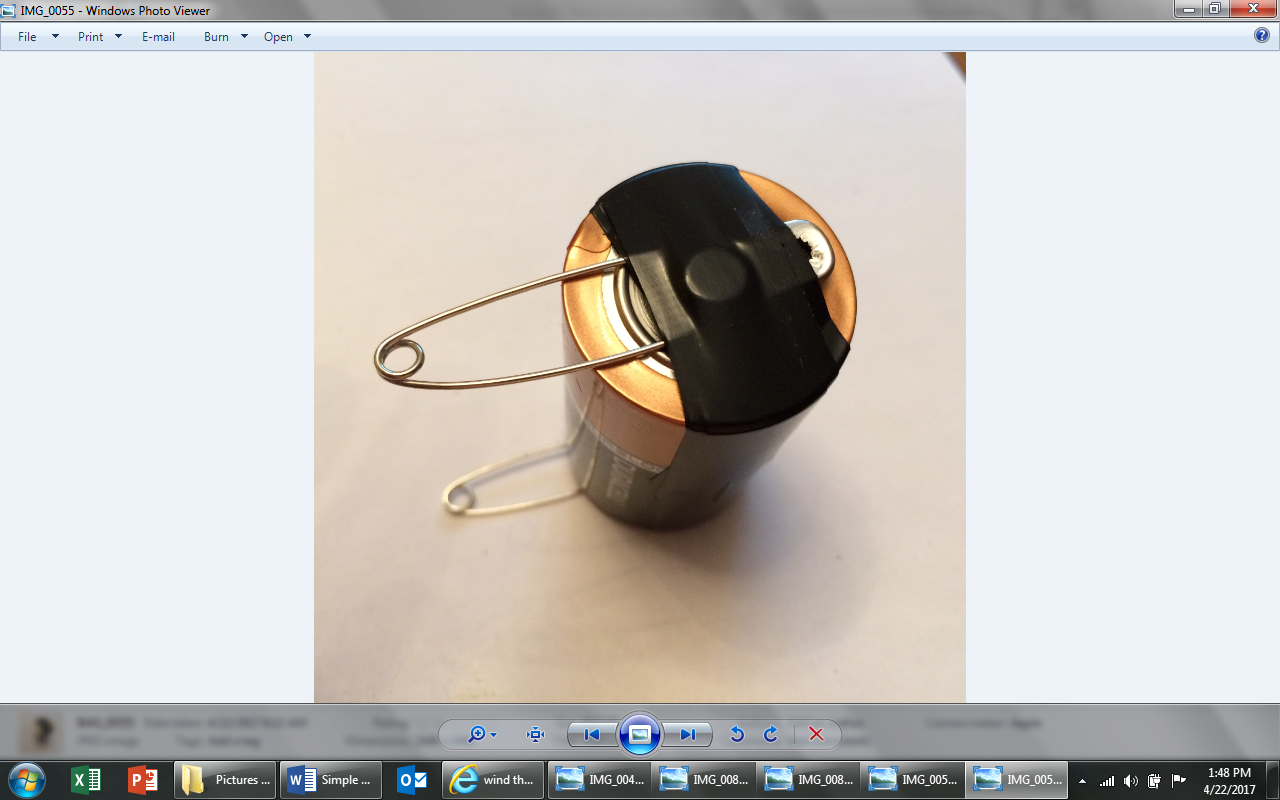 IMG_0055 - Windows Photo Viewer
File Print E-mail Burn Open
Simple ...
Pictures ...
wind th...
IMG_004...
IMG_008...
IMG_008...
IMG_005...
IMG_005...
1:48 PM
4/22/2017